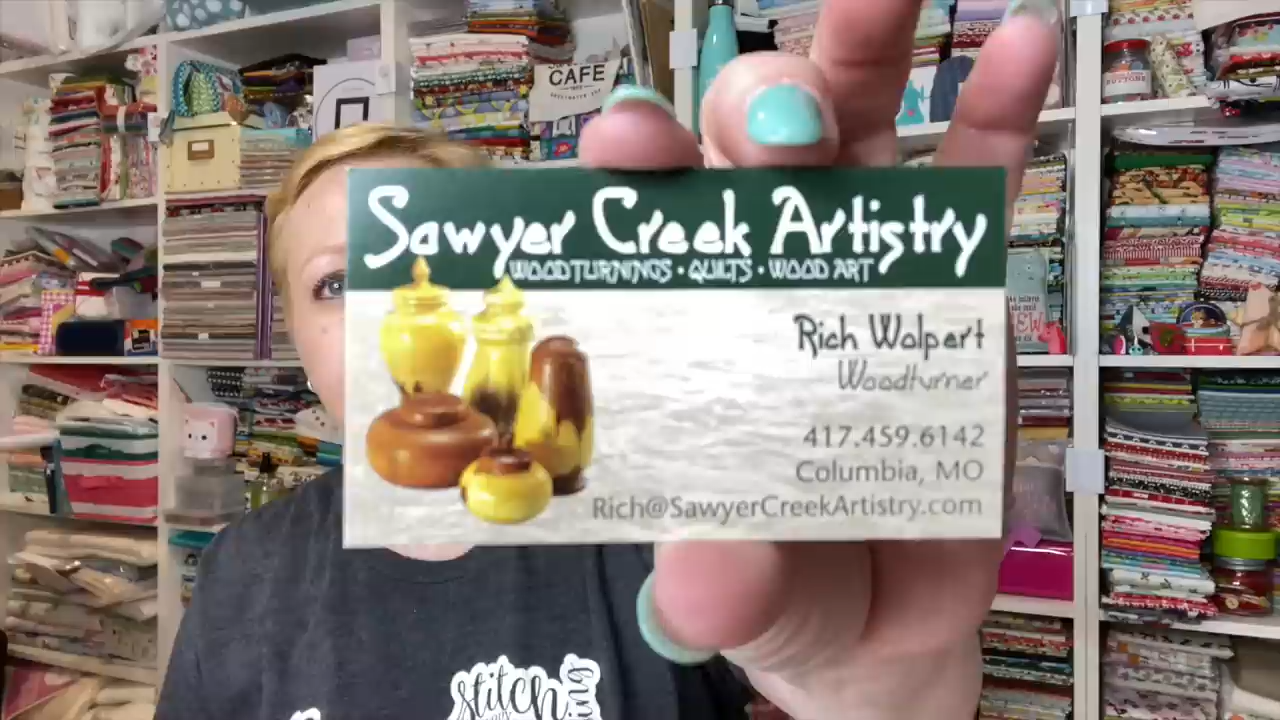 CAFE
Sawyer Creek Artistry
WOODTURNINGS • QUILTS • WOOD ART
Rich Wolpert
Woodturner
417.459.6142
Columbia, MO
Rich@SawyerCreekArtistry.com
stitch